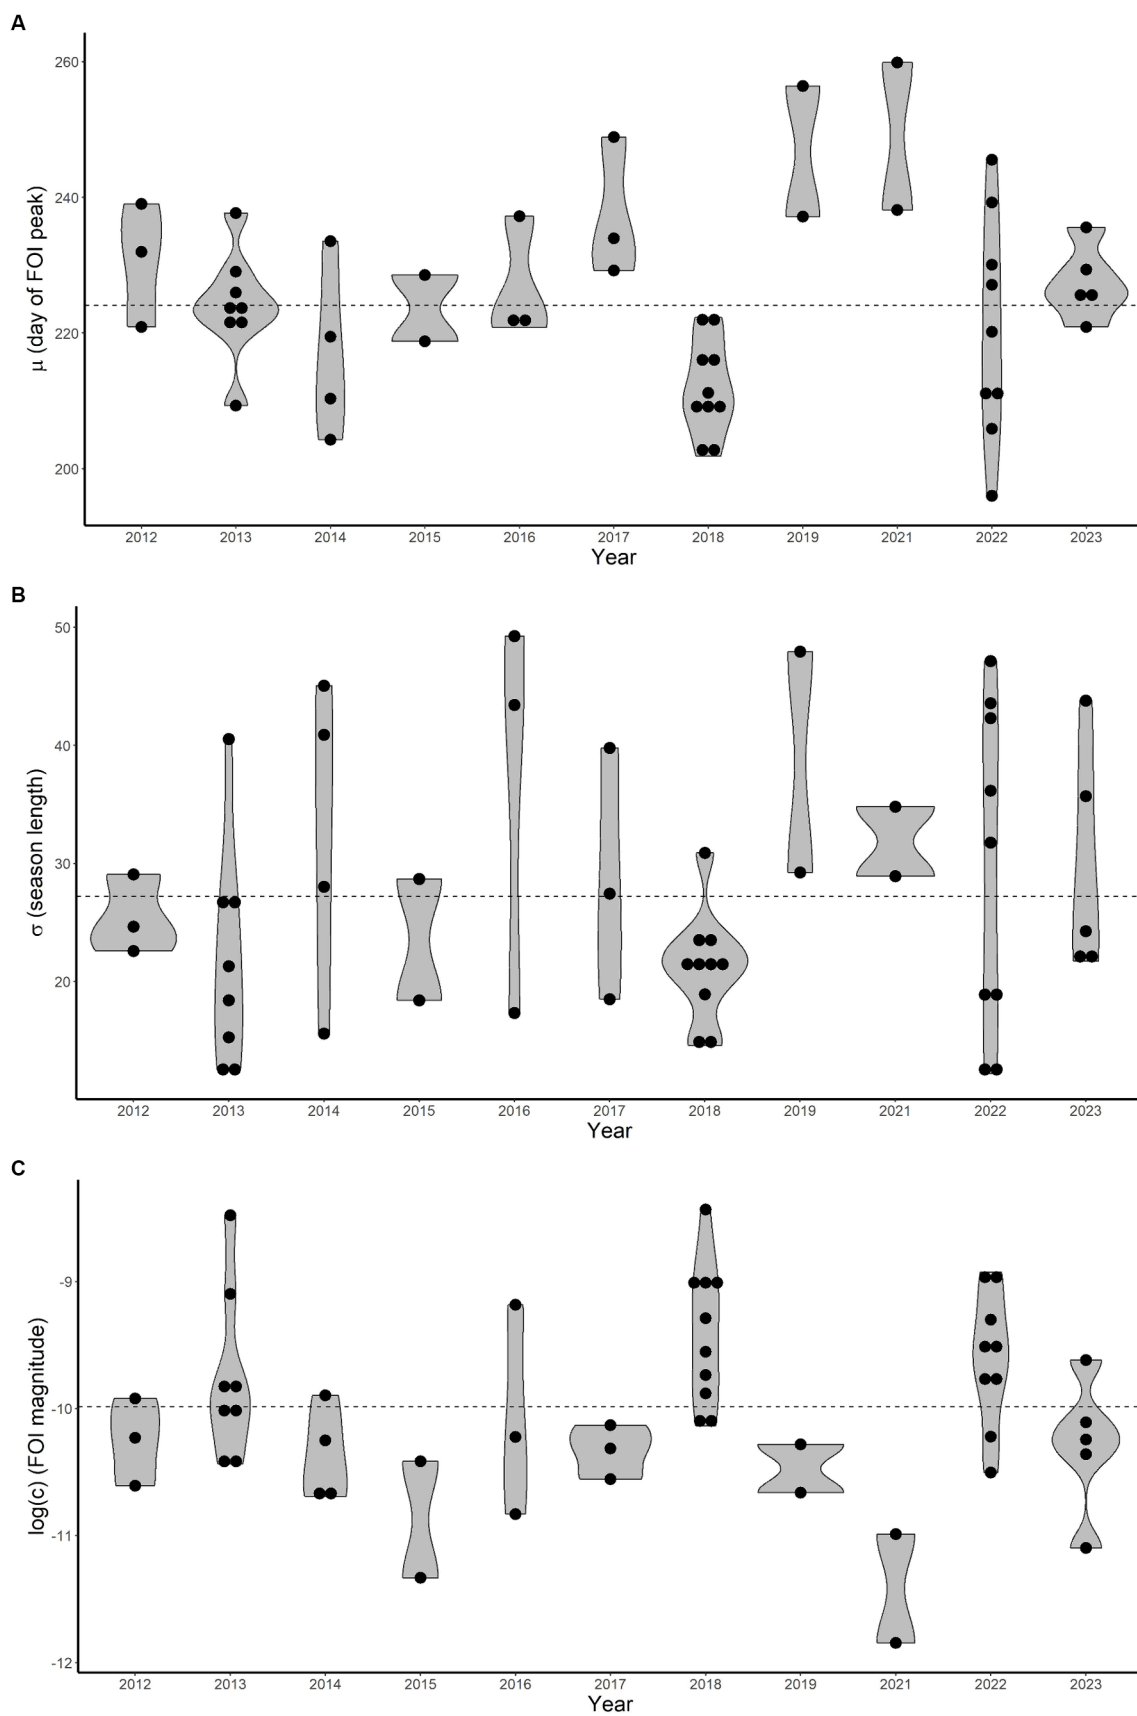 A
μ (day of FOI peak)
260
240
220
200
2012 2013 2014 2015 2016 2017 2018 2019 2021 2022 2023
Year
B
σ (season length)
50
40
30
20
2012 2013 2014 2015 2016 2017 2018 2019 2021 2022 2023
Year
C
log(c) (FOI magnitude)
-9
-10
-11
-12
2012 2013 2014 2015 2016 2017 2018 2019 2021 2022 2023
Year